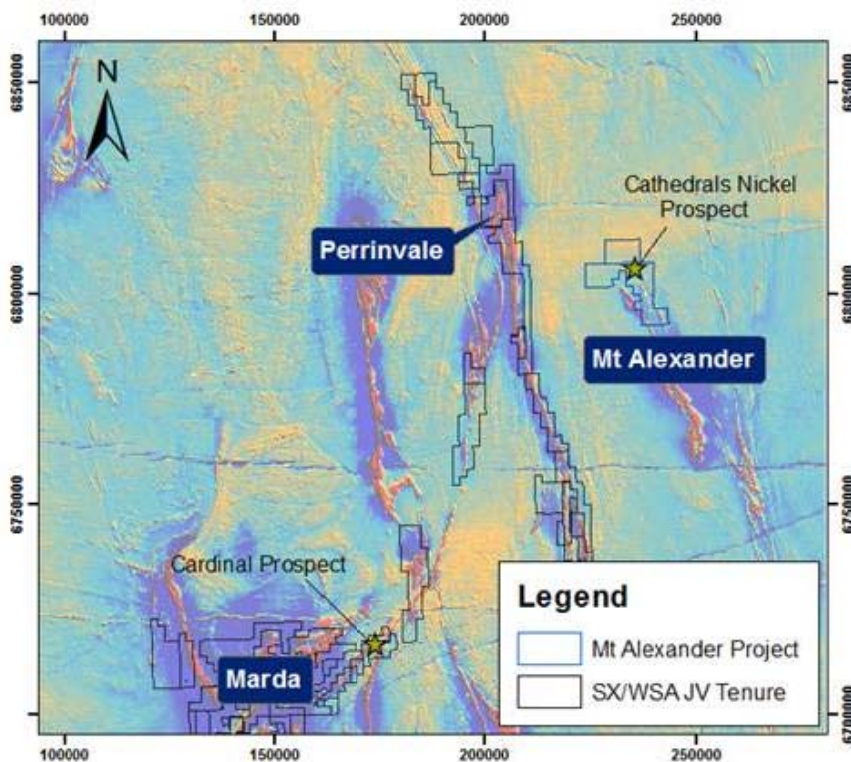 100000 150000 200000 250000
6850000 6850000
N
Cathedrals Nickel
Prospect
Perrinvale
6800000 6800000
Mt Alexander
6750000 6750000
Cardinal Prospect
Legend
Mt Alexander Project
Marda
SX/WSA JV Tenure
6700000 6700000
100000 150000 200000 250000